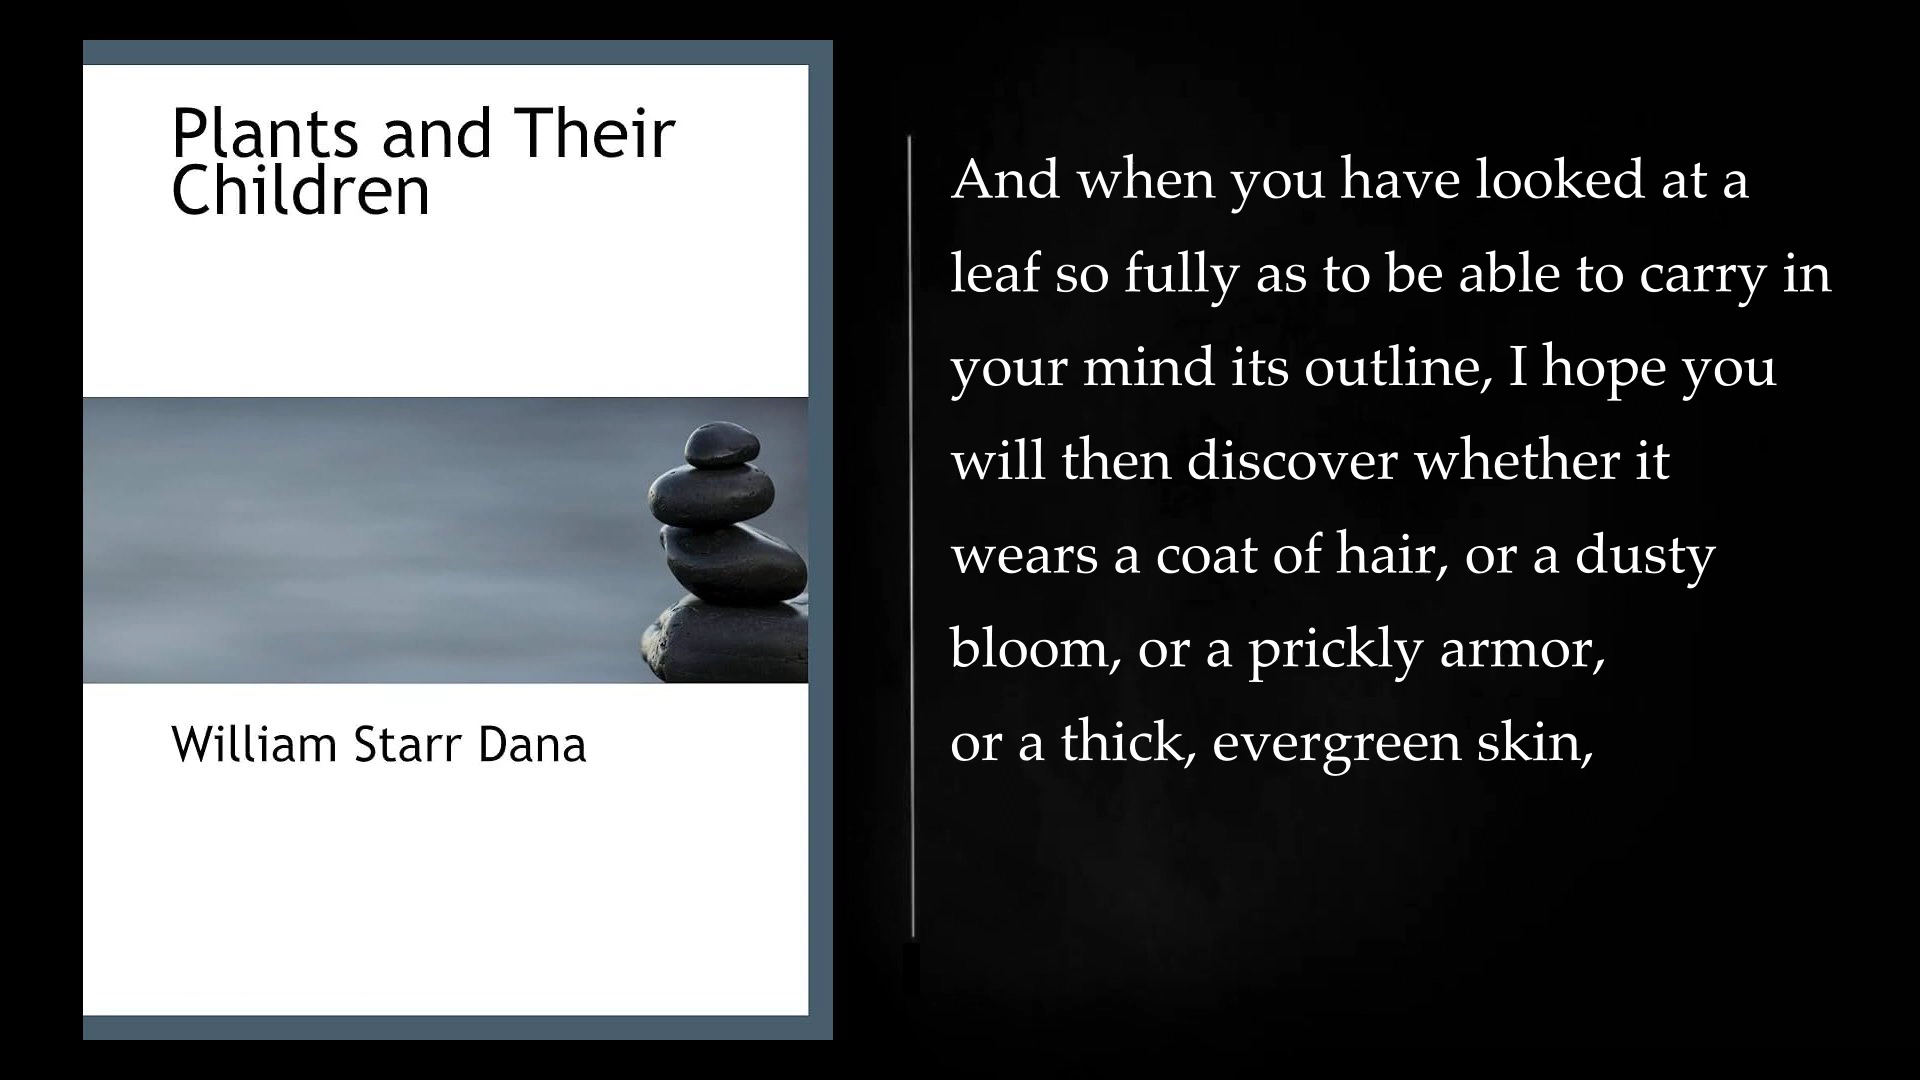 Plants and Their
Children
William Starr Dana
And when you have looked at a
leaf so fully as to be able to carry in
your mind its outline, I hope you
will then discover whether it
wears a coat of hair, or a dusty
bloom, or a prickly armor,
or a thick, evergreen skin,